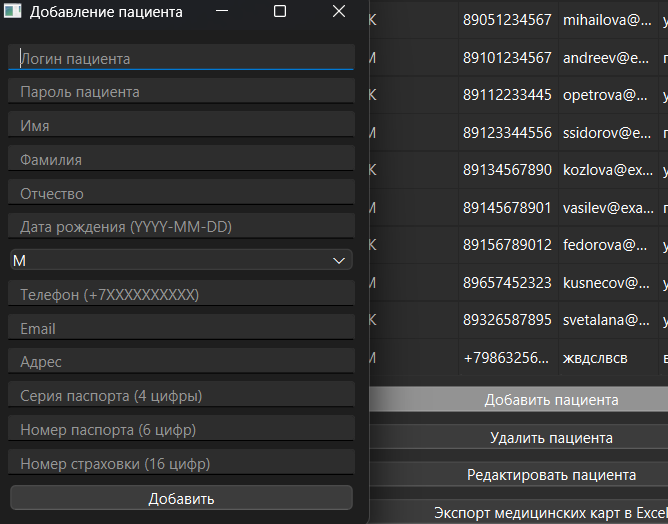 Добавление пациента
Логин пациента
Пароль пациента
Имя
Фамилия
Отчество
Дата рождения (YYYY-MM-DD)
М
Телефон (+7XXXXXXXXXX)
Email
Адрес
Серия паспорта (4 цифры)
Номер паспорта (6 цифр)
Номер страховки (16 цифр)
Добавить
Ж 89051234567 mihailova@...
М 89101234567 andreev@e...
Ж 89112233445 opetrova@...
М 89123344556 ssidorov@ef...
Ж 89134567890 kozlova@ex...
М 89145678901 vasilev@exa...
Ж 89156789012 fedorova@...
М 89657452323 kusnecov@...
Ж 89326587895 svetalana@...
М +79863256... жвдслвсв
Добавить пациента
Удалить пациента
Редактировать пациента
Экспорт медицинских карт в Excel